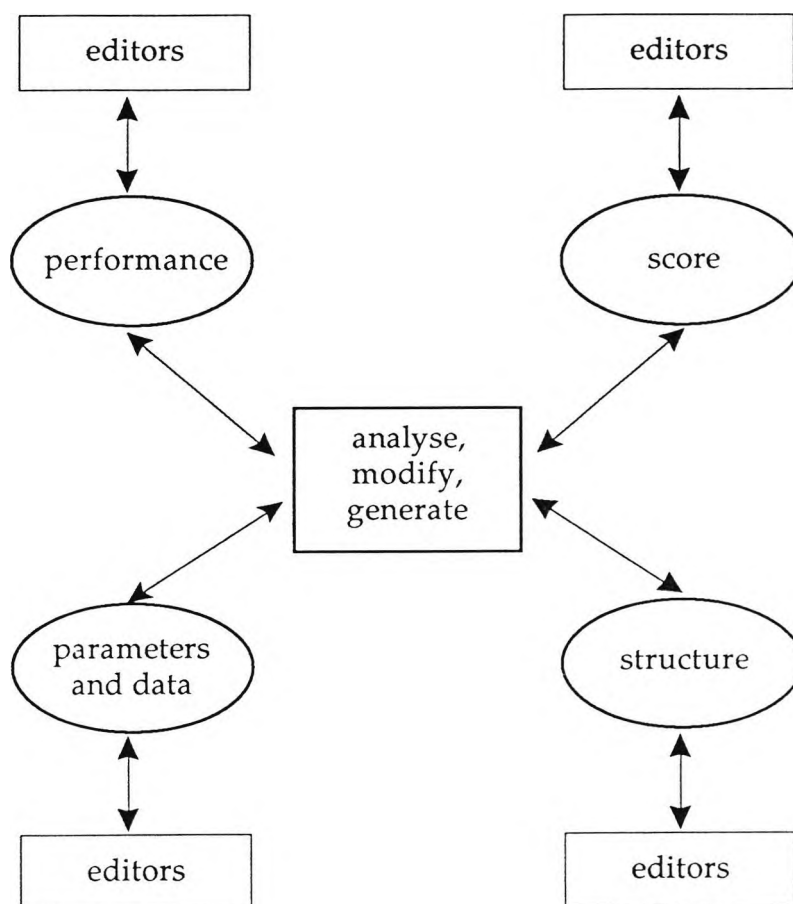 editors
editors
performance
score
analyse,
modify,
generate
parameters
and data
structure
editors
editors